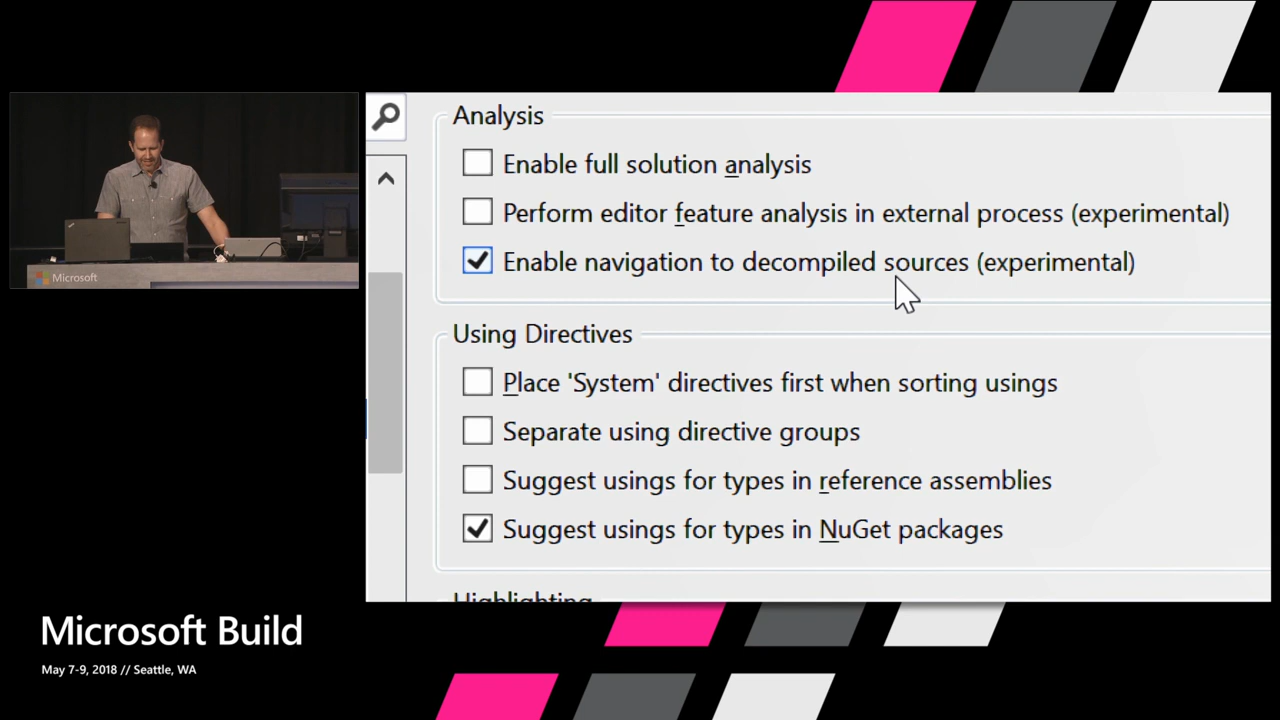 Analysis
Enable full solution analysis
Perform editor feature analysis in external process (experimental)
Enable navigation to decompiled sources (experimental)
Using Directives
Place 'System' directives first when sorting usings
Separate using directive groups
Suggest usings for types in reference assemblies
Suggest usings for types in NuGet packages
Highlighting
Microsoft
Microsoft Build
May 7-9, 2018 // Seattle, WA